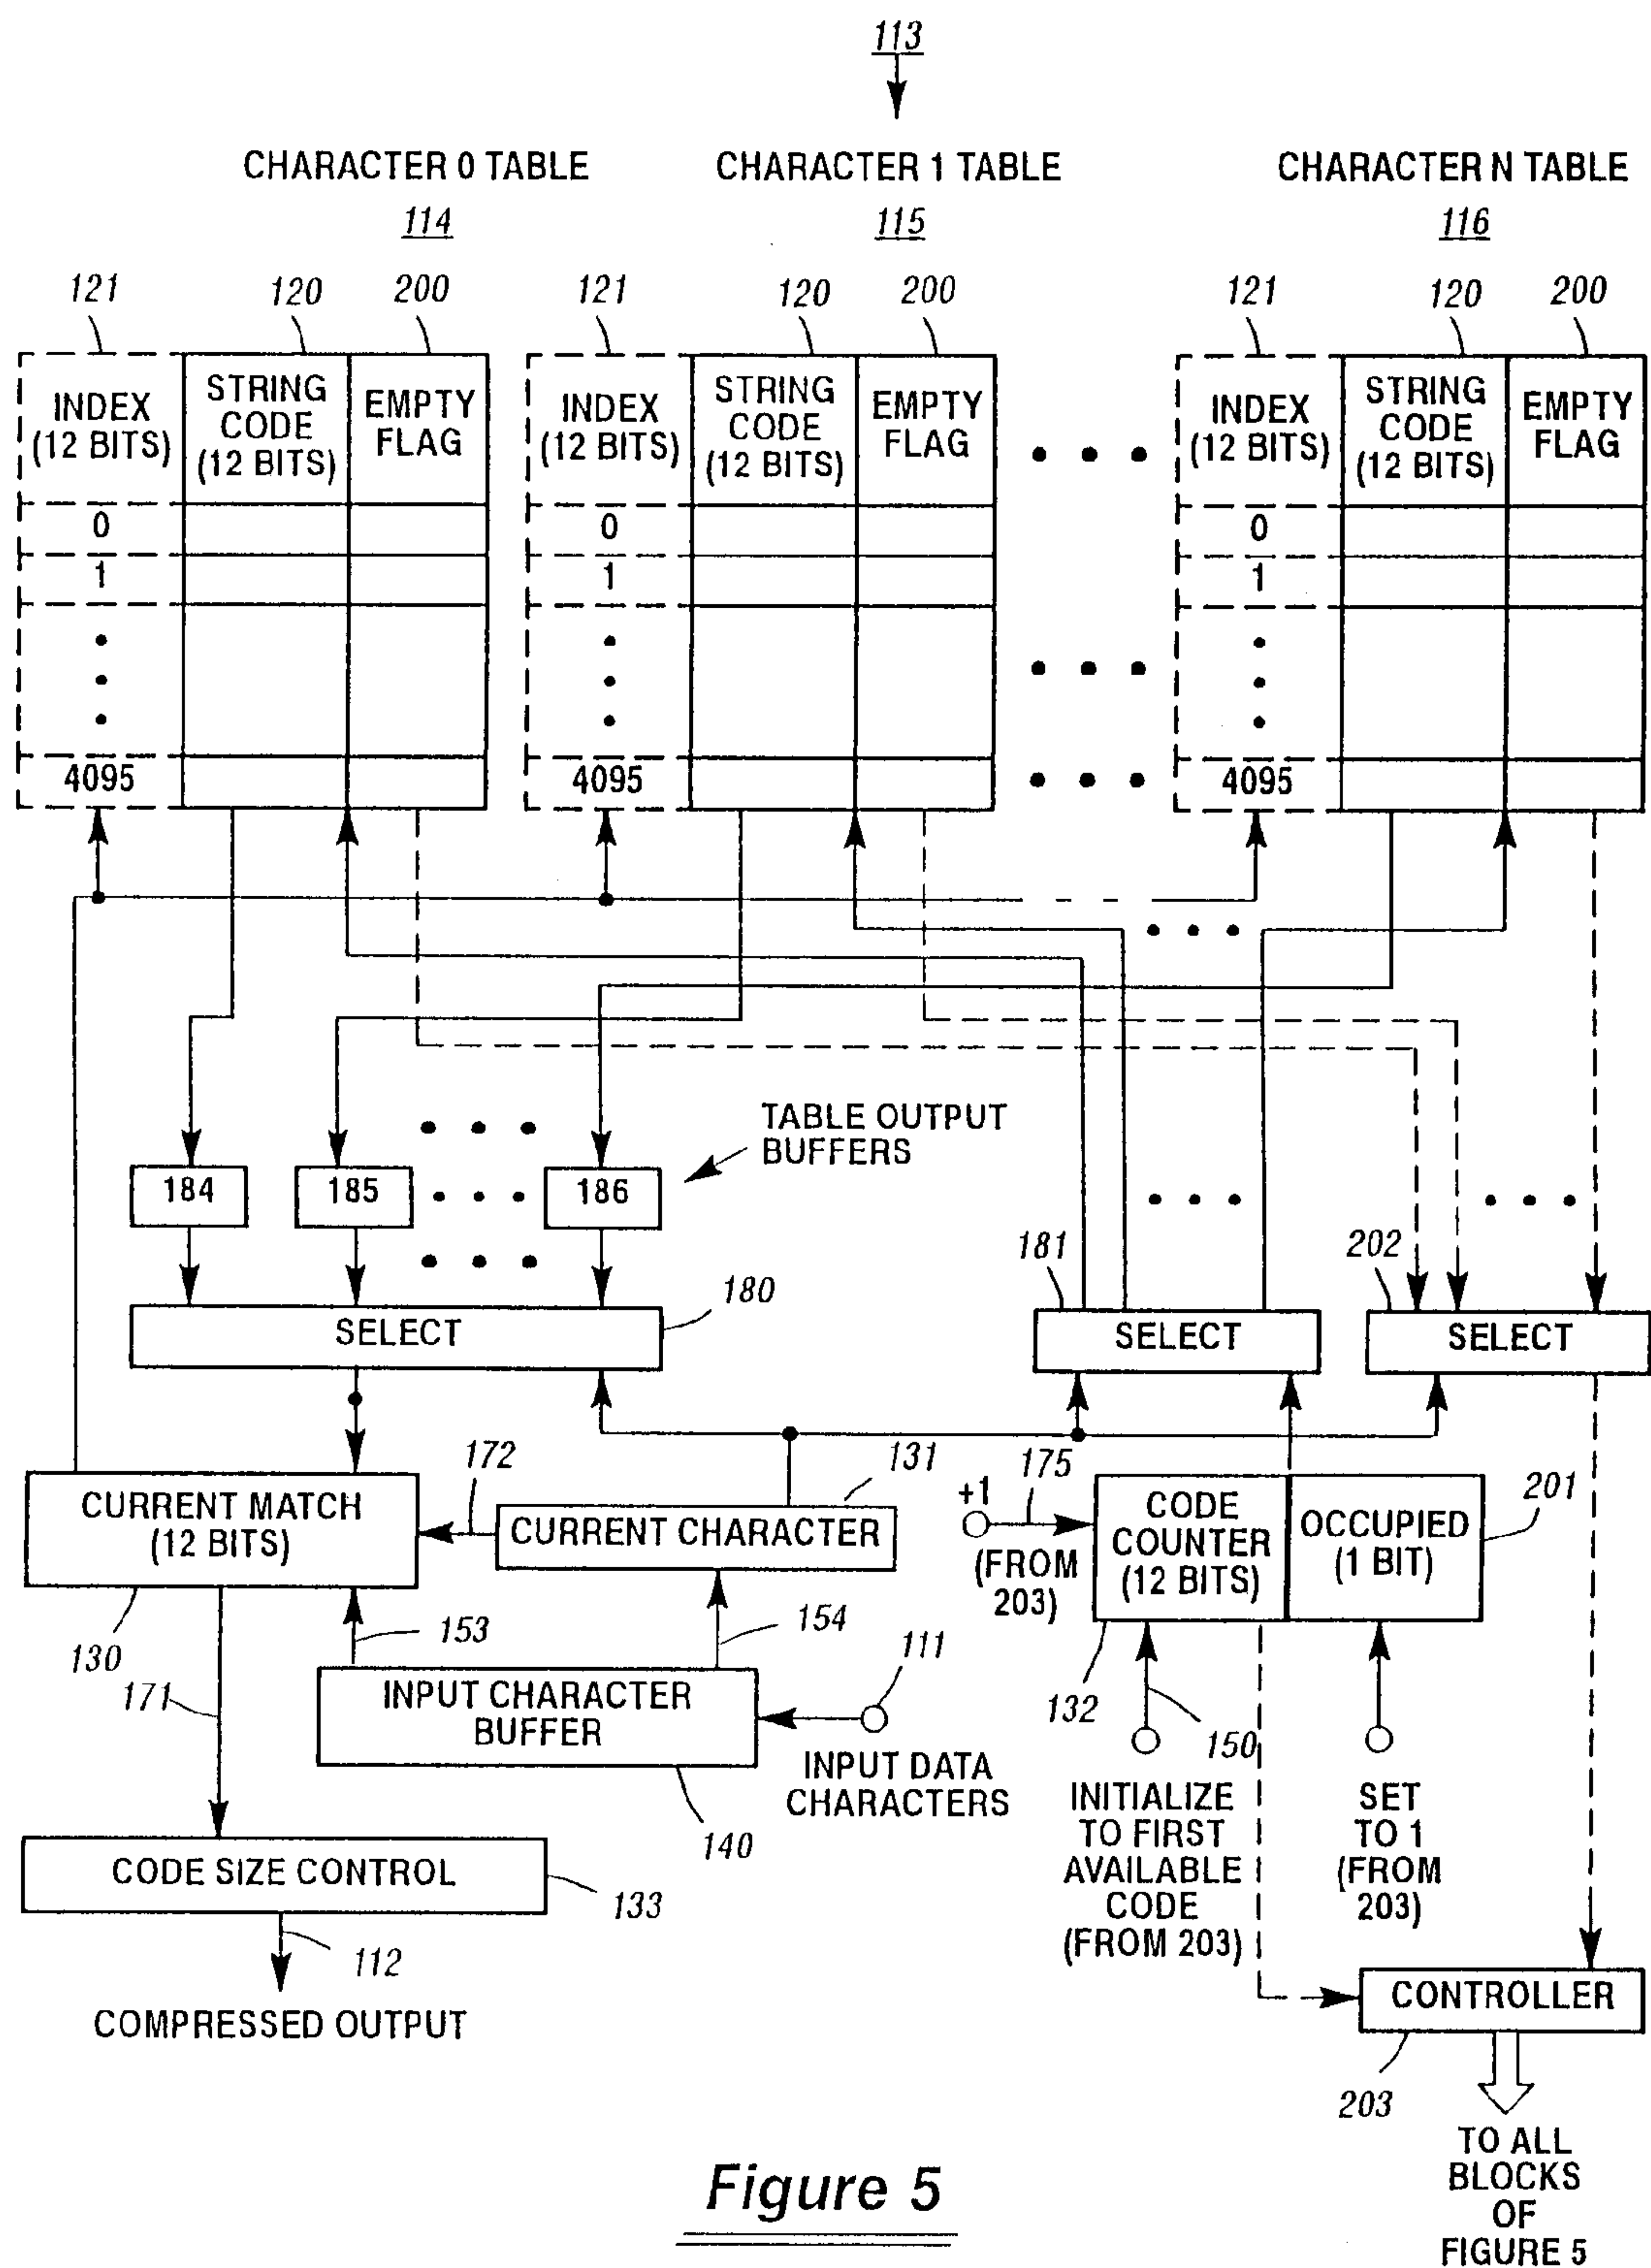 113
CHARACTER 0 TABLE
CHARACTER 1 TABLE
CHARACTER N TABLE
114
115
116
121
120
200
121
120
200
121
120
200
INDEX
(12 BITS)
STRING
CODE
(12 BITS)
EMPTY
FLAG
INDEX
(12 BITS)
STRING
CODE
(12 BITS)
EMPTY
FLAG
INDEX
(12 BITS)
STRING
CODE
(12 BITS)
EMPTY
FLAG
0
0
0
1
1
1
4095
4095
4095
TABLE OUTPUT
BUFFERS
184
185
186
181
202
180
SELECT
SELECT
SELECT
172
131
+1
175
201
CURRENT MATCH
(12 BITS)
CURRENT CHARACTER
(FROM
203)
CODE
COUNTER
(12 BITS)
OCCUPIED
(1 BIT)
130
153
154
111
132
150
171
INPUT CHARACTER
BUFFER
INPUT DATA
CHARACTERS
140
INITIALIZE
TO FIRST
AVAILABLE
CODE
(FROM 203)
SET
TO 1
(FROM
203)
CODE SIZE CONTROL
133
112
COMPRESSED OUTPUT
CONTROLLER
203
TO ALL
BLOCKS
OF
FIGURE 5
Figure 5